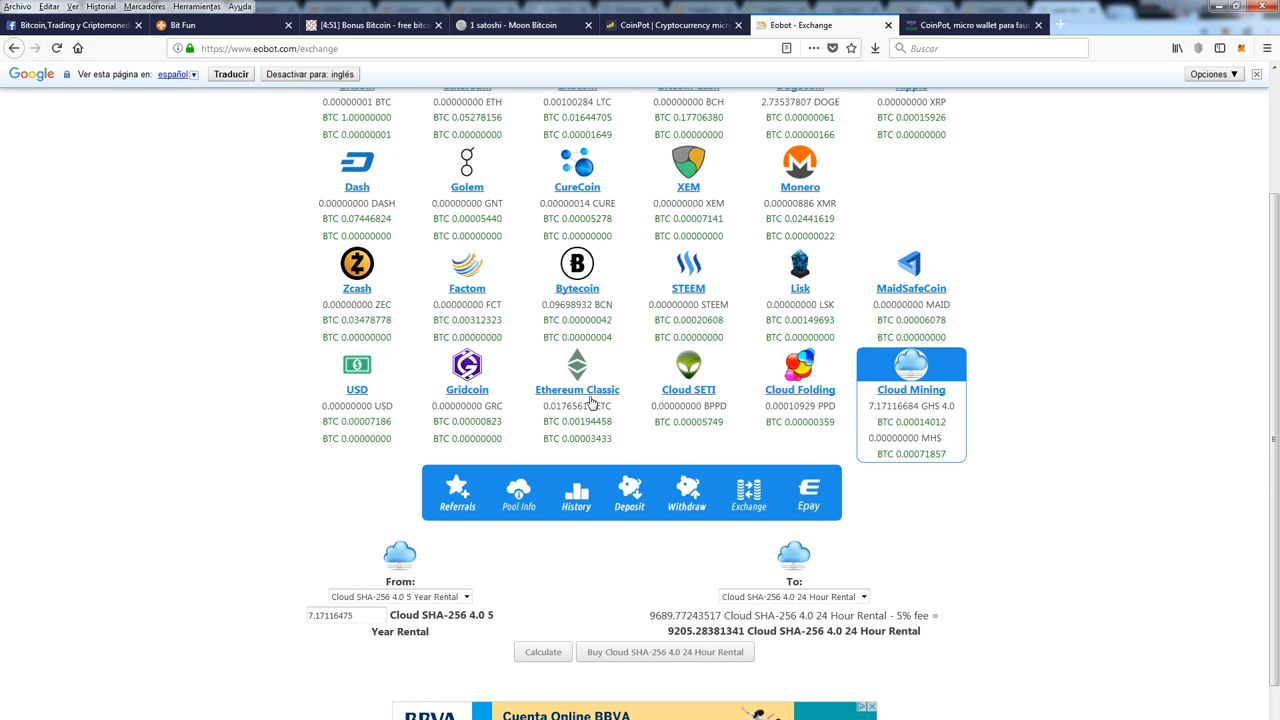 Archivo Editar Ver Historial Marcadores Herramientas Ayuda
Bitcoin,Trading y Criptomoned
Bit Fun
[4:51] Bonus Bitcoin - free bitco
1 satoshi - Moon Bitcoin
CoinPot | Cryptocurrency micr
Eobot - Exchange
CoinPot, micro wallet para fau
https://www.eobot.com/exchange
Buscar
Google Ver esta página en: español Traducir Desactivar para: inglés Opciones ▼
0.00000001 BTC 0.00000000 ETH 0.00100284 LTC 0.00000000 BCH 2.73537807 DOGE 0.00000000 XRP
BTC 1.00000000 BTC 0.05278156 BTC 0.01644705 BTC 0.17706380 BTC 0.00000061 BTC 0.00015926
BTC 0.00000001 BTC 0.00000000 BTC 0.00001649 BTC 0.00000000 BTC 0.00000166 BTC 0.00000000
Dash Golem CureCoin XEM Monero
0.00000000 DASH 0.00000000 GNT 0.00000014 CURE 0.00000000 XEM 0.00000886 XMR
BTC 0.07446824 BTC 0.00005440 BTC 0.00005278 BTC 0.00007141 BTC 0.02441619
BTC 0.00000000 BTC 0.00000000 BTC 0.00000000 BTC 0.00000000 BTC 0.00000022
Zcash Factom Bytecoin STEEM Lisk MaidSafeCoin
0.00000000 ZEC 0.00000000 FCT 0.09698932 BCN 0.00000000 STEEM 0.00000000 LSK 0.00000000 MAID
BTC 0.03478778 BTC 0.00312323 BTC 0.00000042 BTC 0.00020608 BTC 0.00149693 BTC 0.00006078
BTC 0.00000000 BTC 0.00000000 BTC 0.00000004 BTC 0.00000000 BTC 0.00000000 BTC 0.00000000
USD Gridcoin Ethereum Classic Cloud SETI Cloud Folding Cloud Mining
0.00000000 USD 0.00000000 GRC ETC 0.00000000 BPPD 0.00010929 PPD 7.17116684 GHS 4.0
BTC 0.00007186 BTC 0.00000823 BTC 0.00194458 BTC 0.00005749 BTC 0.00000359 BTC 0.00014012
BTC 0.00000000 BTC 0.00000000 BTC 0.00003433 0.00000000 MHS
BTC 0.00071857
Referrals Pool Info History Deposit Withdraw Exchange Epay
From: To:
Cloud SHA-256 4.0 5 Year Rental Cloud SHA-256 4.0 24 Hour Rental
7.17116475 Cloud SHA-256 4.0 5 9689.77243517 Cloud SHA-256 4.0 24 Hour Rental - 5% fee =
Year Rental 9205.28381341 Cloud SHA-256 4.0 24 Hour Rental
Calculate Buy Cloud SHA-256 4.0 24 Hour Rental
BBVA Cuenta Online BBVA